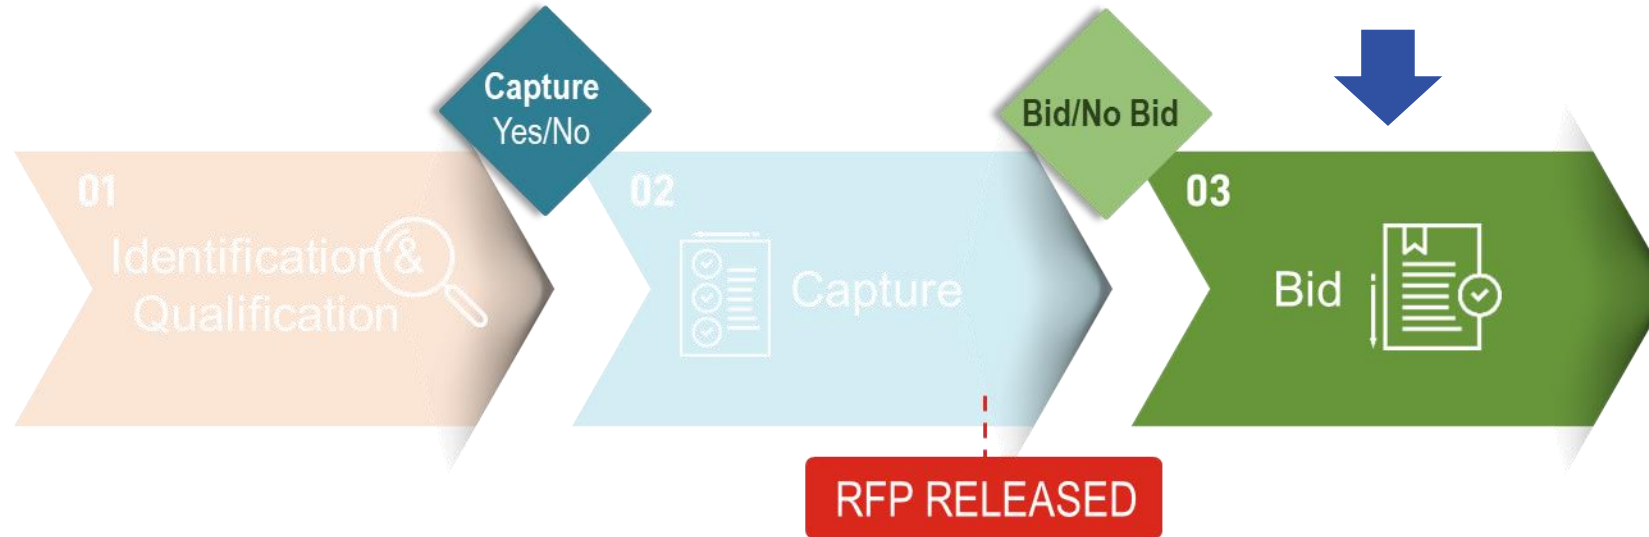 01
Identification &
Qualification
Capture
Yes/No
02
Capture
RFP RELEASED
Bid/No Bid
03
Bid